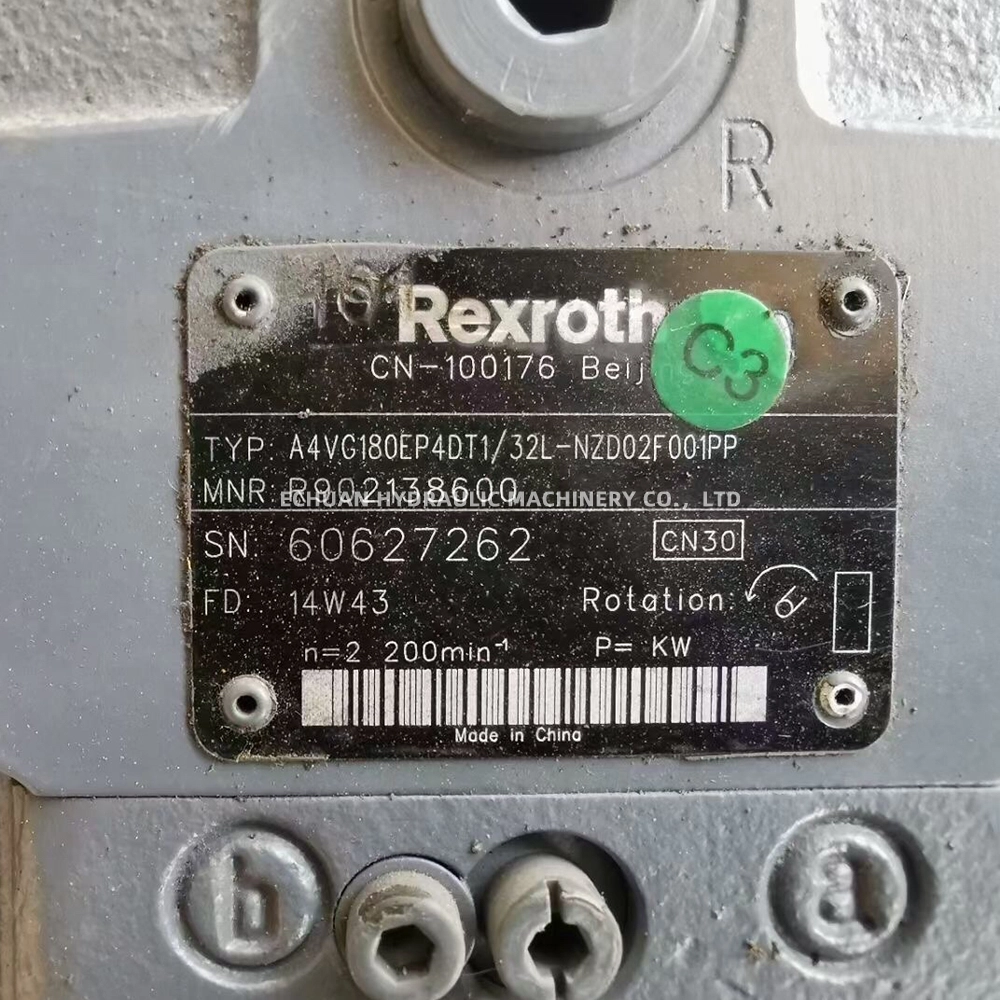 R
Rexroth
C3
CN-100176 Beij
TYP: A4VG180EP4DT1/32L-NZD02F001PP
MNR: R902138600
ECHUAN HYDRAULIC MACHINERY CO., LTD
SN: 60627262
CN30
FD: 14W43
Rotation:
n=2 200min⁻¹ P= KW
Made in China
b
a